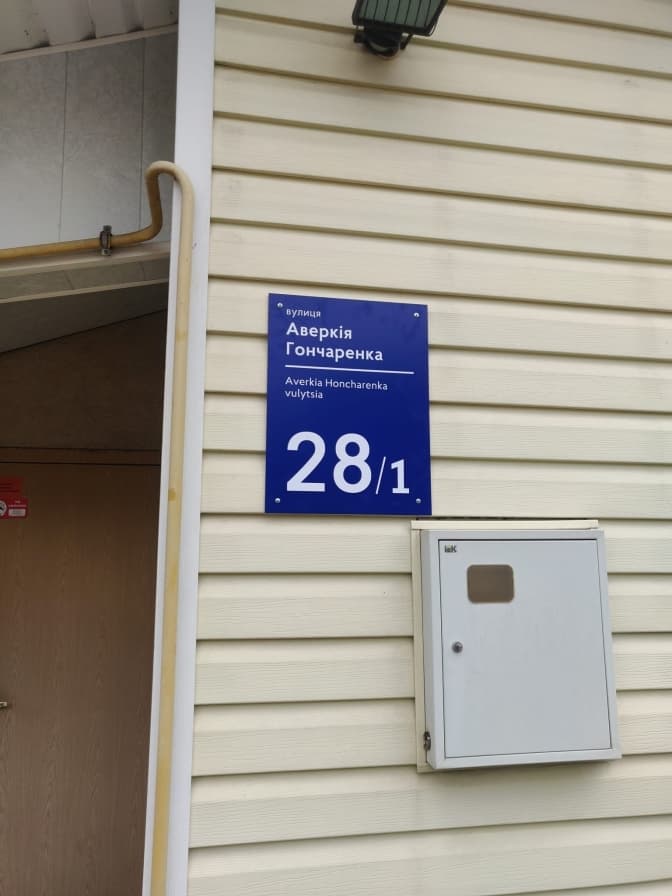 вулиця
Аверкія
Гончаренка
Averkia Honcharenka
vulytsia
28/1
IEK